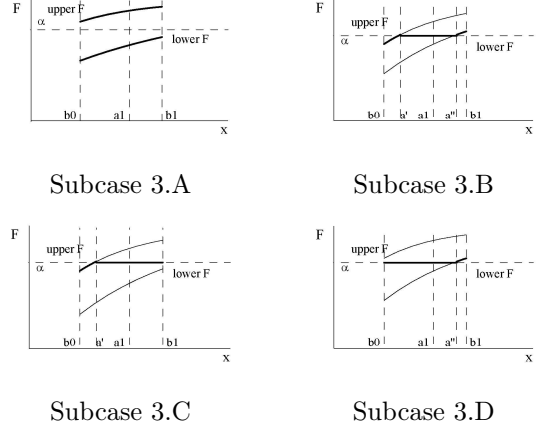 F
upper F
α
lower F
b0 a1 b1
x
Subcase 3.A
F
upper F
α
lower F
b0 a' a1 a" b1
x
Subcase 3.B
F
upper F
α
lower F
b0 a' a1 b1
x
Subcase 3.C
F
upper F
α
lower F
b0 a1 a" b1
x
Subcase 3.D